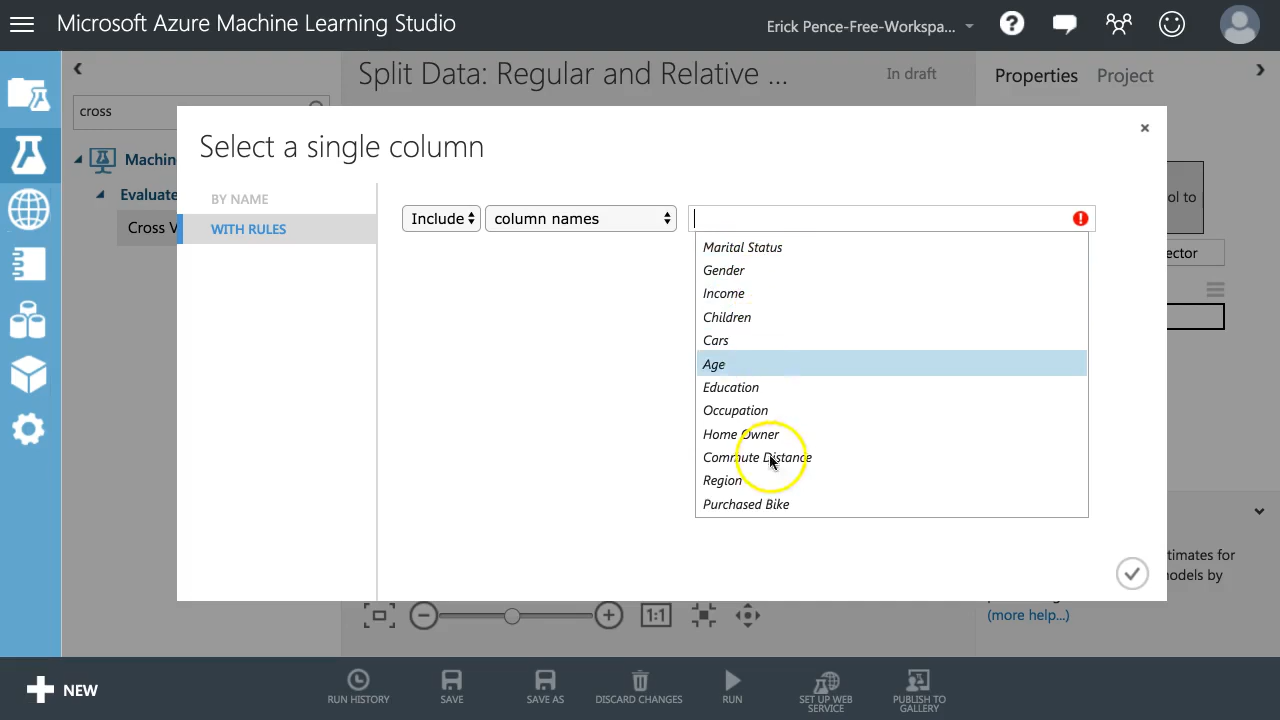 Microsoft Azure Machine Learning Studio
Erick Pence-Free-Workspa...
cross
Split Data: Regular and Relative ...
In draft
Properties
Project
Machin
Evaluate
Cross V
Select a single column
BY NAME
WITH RULES
Include
column names
Marital Status
Gender
Income
Children
Cars
Age
Education
Occupation
Home Owner
Commute Distance
Region
Purchased Bike
ol to
ector
timates for
odels by
(more help...)
1:1
NEW
RUN HISTORY
SAVE
SAVE AS
DISCARD CHANGES
RUN
SET UP WEB
SERVICE
PUBLISH TO
GALLERY